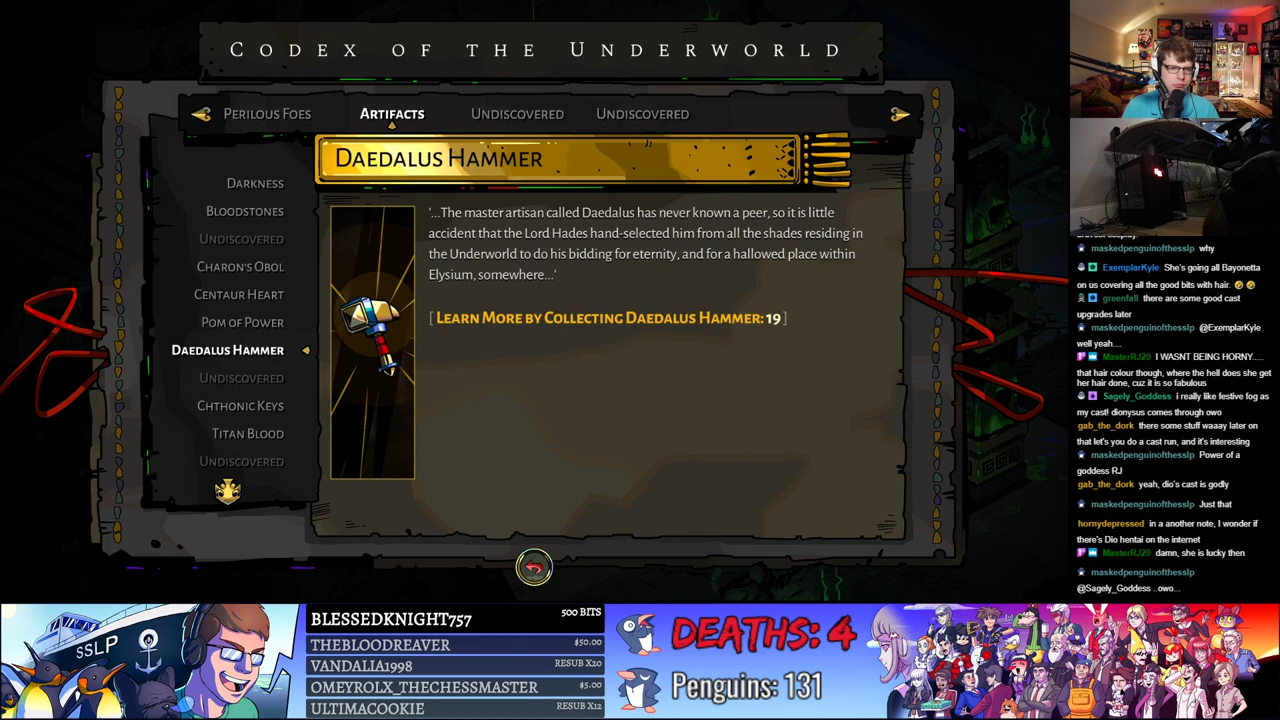 CODEX OF THE UNDERWORLD
PERILOUS FOES
ARTIFACTS
UNDISCOVERED
UNDISCOVERED
DAEDALUS HAMMER
DARKNESS
BLOODSTONES
UNDISCOVERED
CHARON'S OBOL
CENTAUR HEART
POM OF POWER
DAEDALUS HAMMER
UNDISCOVERED
CHTHONIC KEYS
TITAN BLOOD
UNDISCOVERED
'...The master artisan called Daedalus has never known a peer, so it is little
accident that the Lord Hades hand-selected him from all the shades residing in
the Underworld to do his bidding for eternity, and for a hallowed place within
Elysium, somewhere...'
[ LEARN MORE BY COLLECTING DAEDALUS HAMMER: 19 ]
maskedpenguinofthesslp why
ExemplarKyle She's going all Bayonetta
on us covering all the good bits with hair.
greenfall there are some good cast
upgrades later
maskedpenguinofthesslp @ExemplarKyle
well yeah....
MasterRJ20 I WASNT BEING HORNY.....
that hair colour though, where the hell does she get
her hair done, cuz it is so fabulous
Sagely_Goddess i really like festive fog as
my cast! dionysus comes through owo
gab_the_dork there some stuff waaay later on
that let's you do a cast run, and it's interesting
maskedpenguinofthesslp Power of a
goddess RJ
gab_the_dork yeah, dio's cast is godly
maskedpenguinofthesslp Just that
hornydepressed in a another note, I wonder if
there's Dio hentai on the internet
MasterRJ20 damn, she is lucky then
maskedpenguinofthesslp
@Sagely_Goddess ..owo...
SSLP
BLESSEDKNIGHT757 500 BITS
THEBLOODREAVER $50.00
VANDALIA1998 RESUB X20
OMEYROLX_THECHESSMASTER $5.00
ULTIMACOOKIE RESUB X12
DEATHS: 4
Penguins: 131